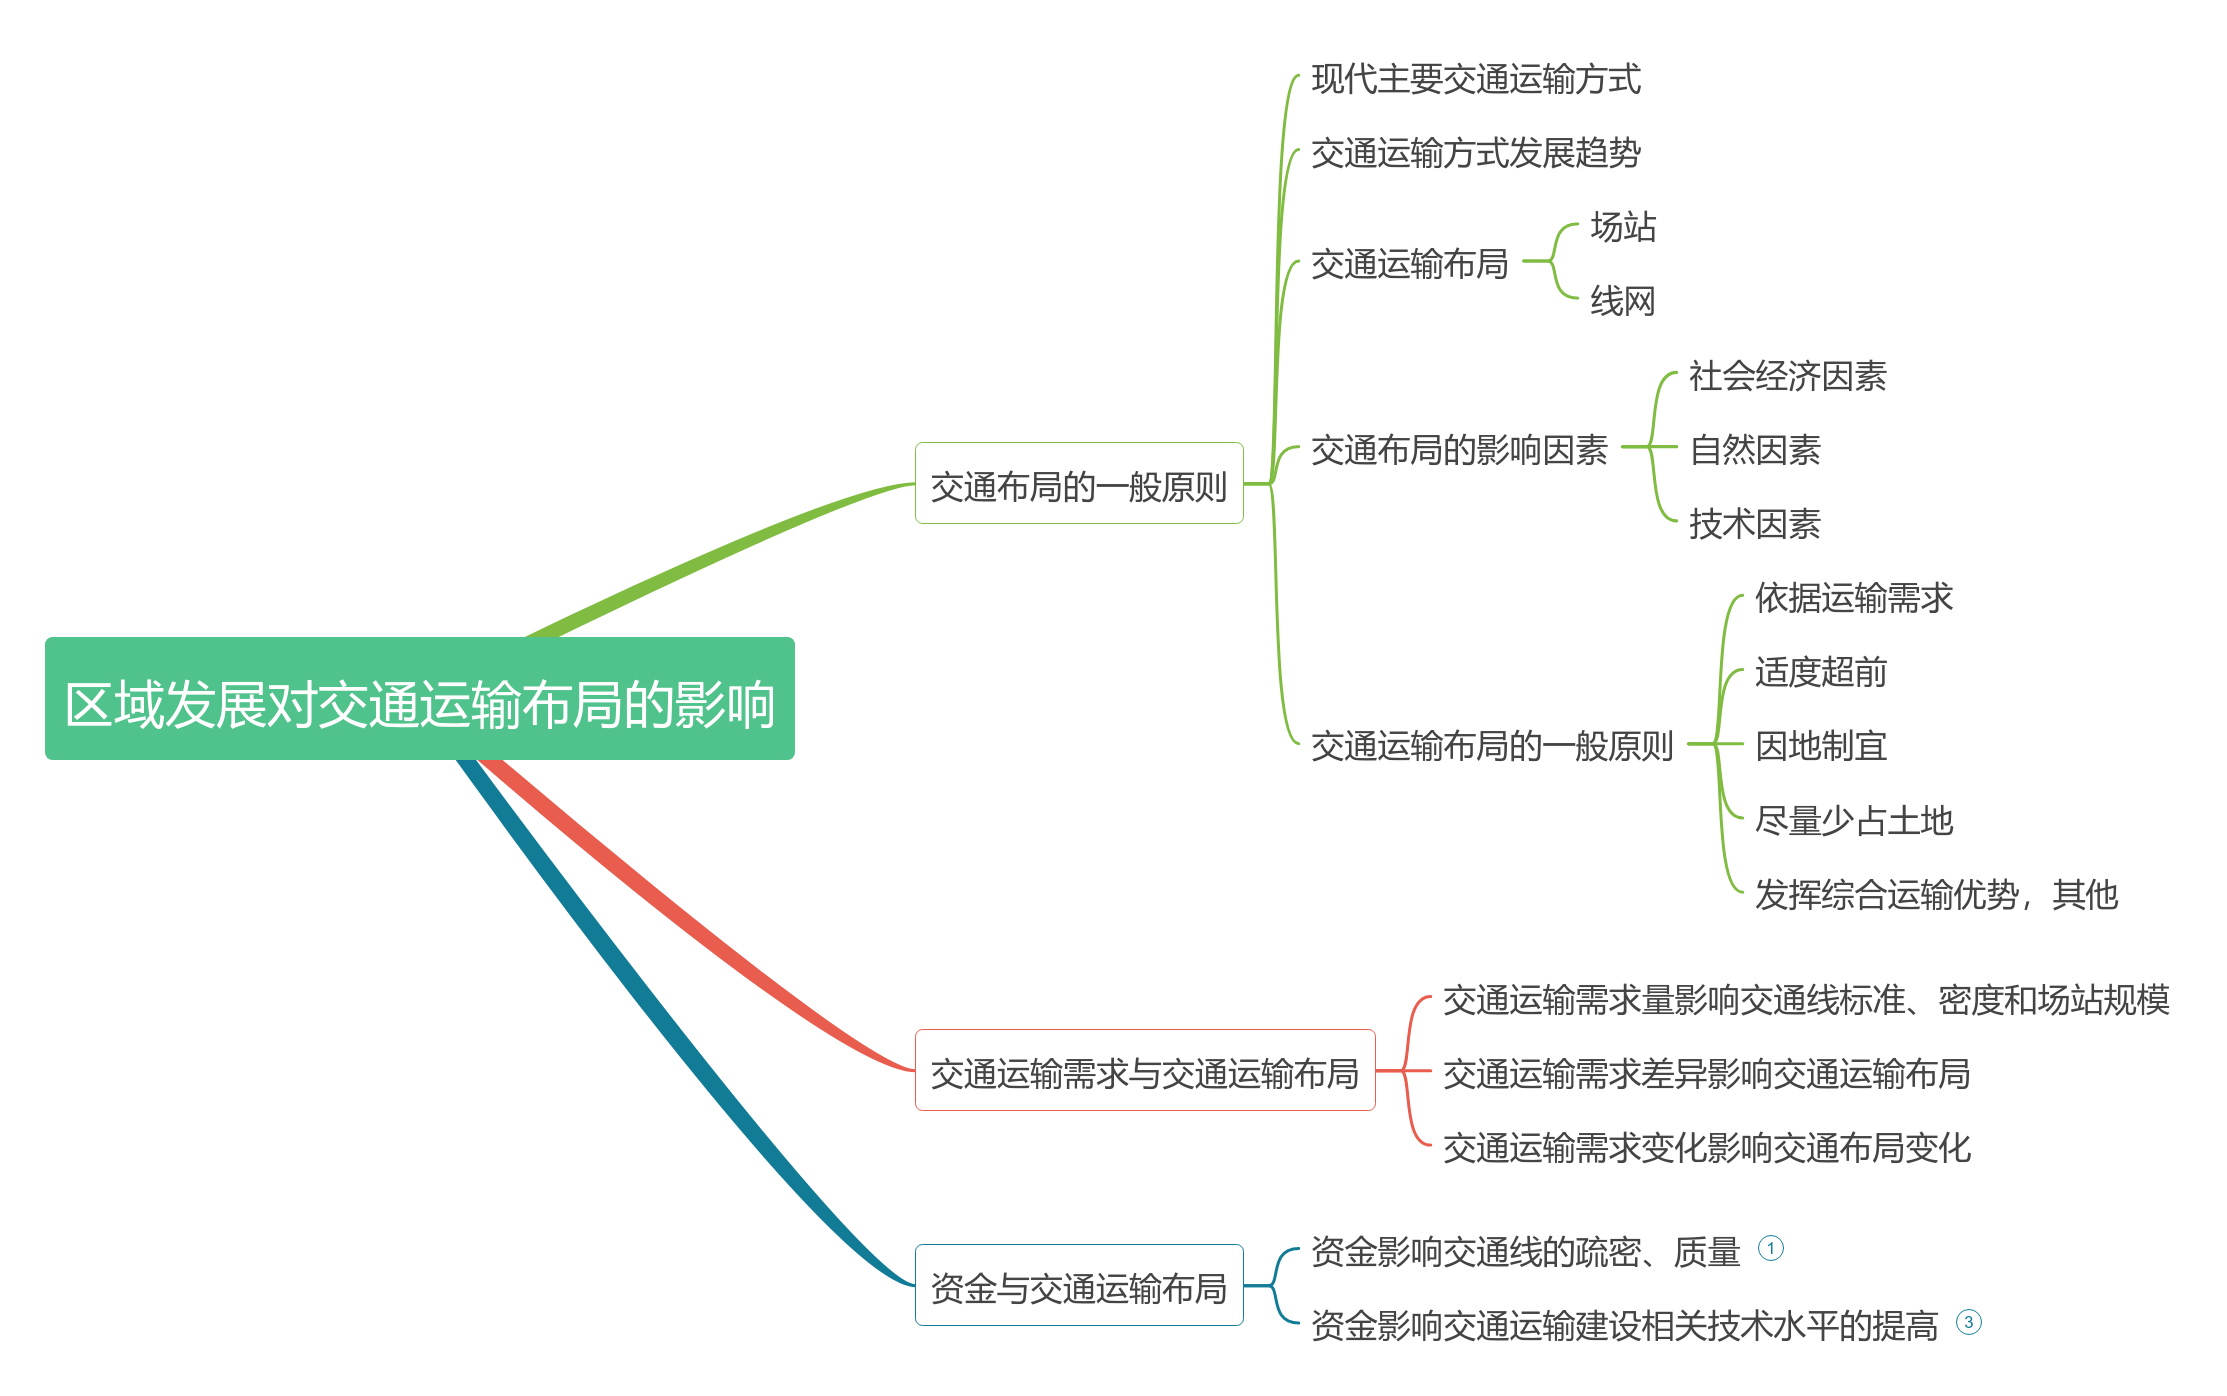 区域发展对交通运输布局的影响
交通布局的一般原则
现代主要交通运输方式
交通运输方式发展趋势
交通运输布局
场站
线网
交通布局的影响因素
社会经济因素
自然因素
技术因素
交通运输布局的一般原则
依据运输需求
适度超前
因地制宜
尽量少占土地
发挥综合运输优势，其他
交通运输需求与交通运输布局
交通运输需求量影响交通线标准、密度和场站规模
交通运输需求差异影响交通运输布局
交通运输需求变化影响交通布局变化
资金与交通运输布局
资金影响交通线的疏密、质量 1
资金影响交通运输建设相关技术水平的提高 3